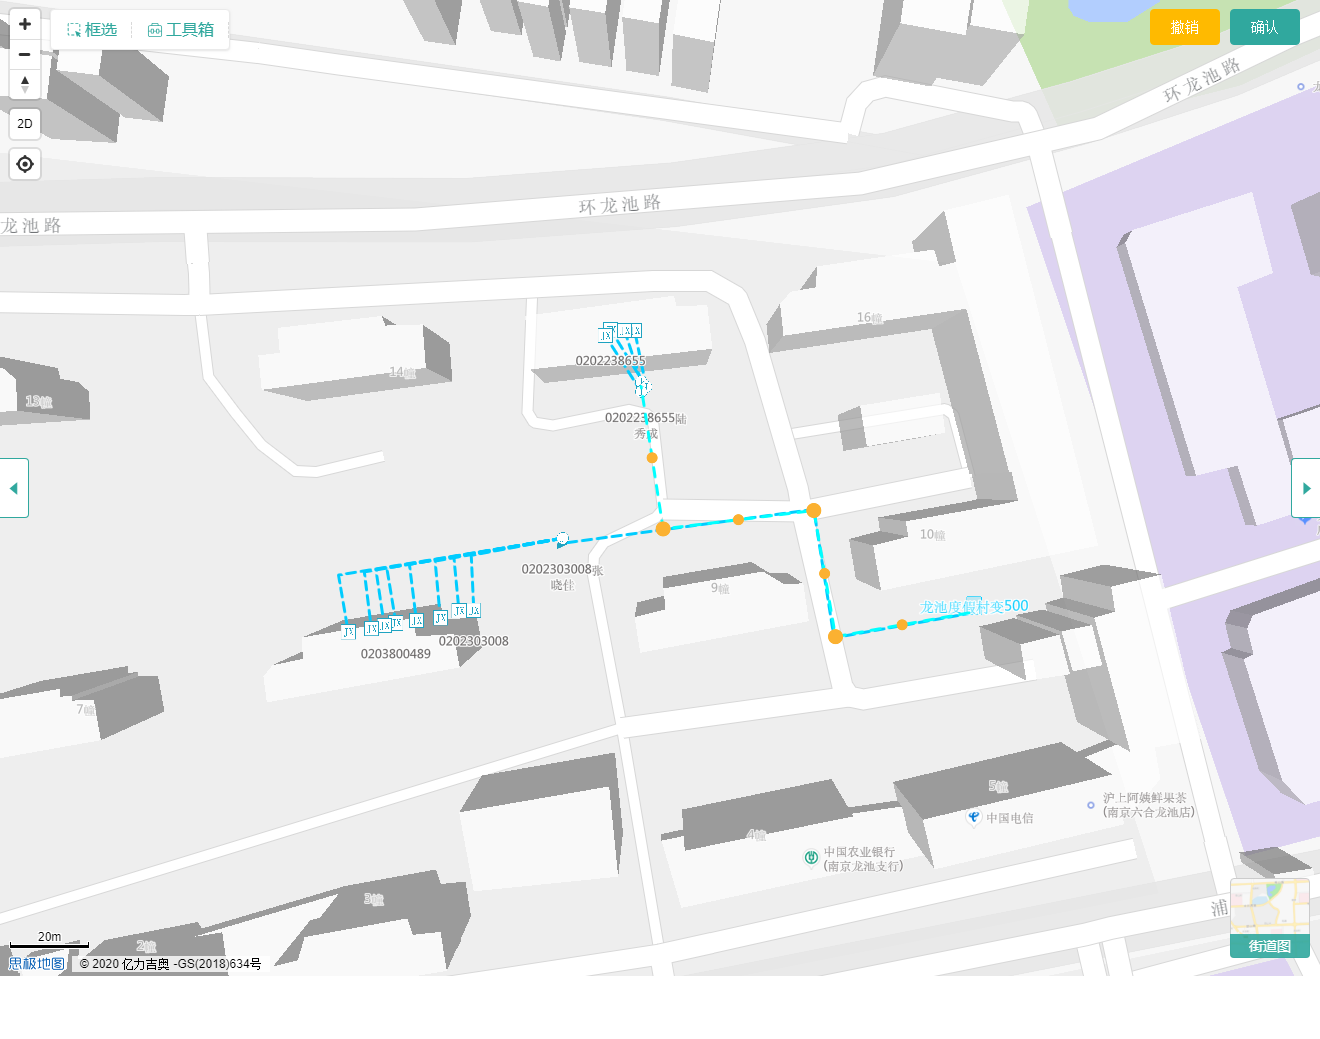 框选
工具箱
撤销
确认
2D
环龙池路
环龙池路
龙池路
16幢
14幢
13幢
0202238655
0202238655陆
秀成
10幢
9幢
0202303008张
晓佳
龙池度假村变500
JX
JX
JX
JX
JX
JX
JX
JX
0202303008
0203800489
7幢
5幢
沪上阿姨鲜果茶
(南京六合龙池店)
中国电信
4幢
中国农业银行
(南京龙池支行)
3幢
2幢
浦
20m
思极地图
© 2020 亿力吉奥 -GS(2018)634号
街道图